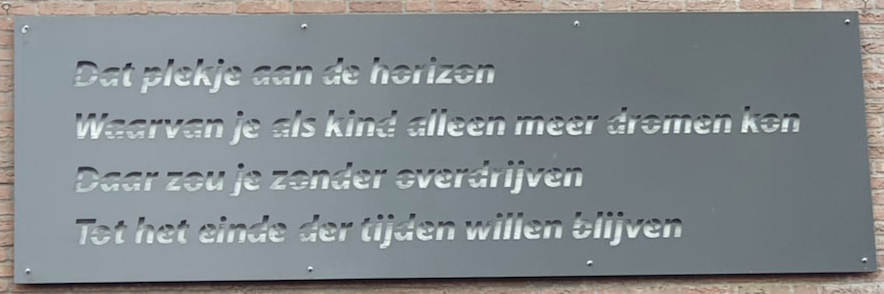 Dat plekje aan de horizon
Waarvan je als kind alleen meer dromen kon
Daar zou je zonder overdrijven
Tot het einde der tijden willen blijven